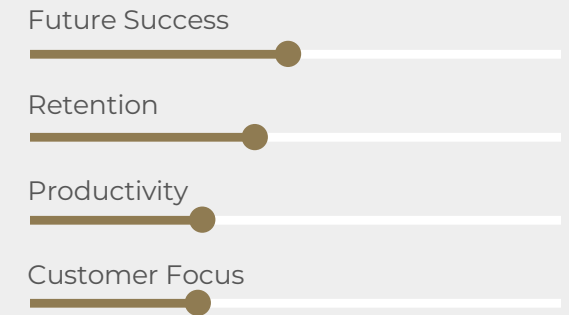 Future Success
Retention
Productivity
Customer Focus